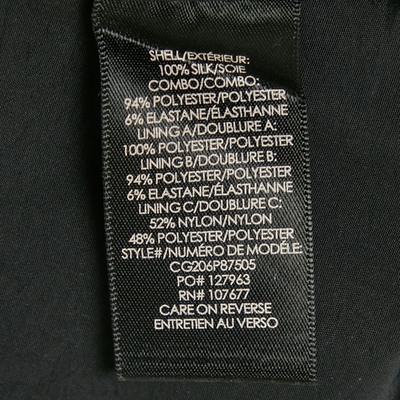 SHELL/EXTÉRIEUR:
100% SILK/SOIE
COMBO/COMBO:
94% POLYESTER/POLYESTER
6% ELASTANE/ÉLASTHANNE
LINING A/DOUBLURE A:
100% POLYESTER/POLYESTER
LINING B/DOUBLURE B:
94% POLYESTER/POLYESTER
6% ELASTANE/ÉLASTHANNE
LINING C/DOUBLURE C:
52% NYLON/NYLON
48% POLYESTER/POLYESTER
STYLE#/NUMÉRO DE MODÉLE:
CG206P87505
PO# 127963
RN# 107677
CARE ON REVERSE
ENTRETIEN AU VERSO